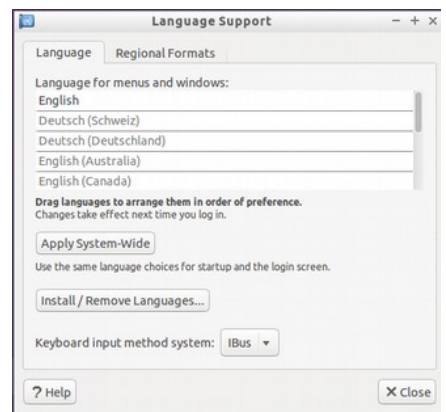 Language Support
Language
Regional Formats
Language for menus and windows:
English
Deutsch (Schweiz)
Deutsch (Deutschland)
English (Australia)
English (Canada)
Drag languages to arrange them in order of preference.
Changes take effect next time you log in.
Apply System-Wide
Use the same language choices for startup and the login screen.
Install / Remove Languages...
Keyboard input method system: IBus
? Help
Close